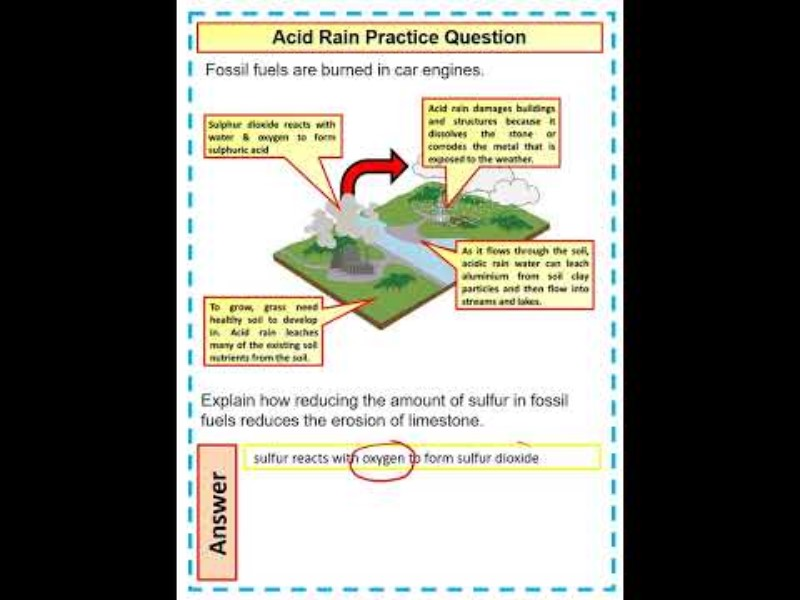 Acid Rain Practice Question
Fossil fuels are burned in car engines.
Sulphur dioxide reacts with
water & oxygen to form
sulphuric acid
Acid rain damages buildings
and structures because it
dissolves the stone or
corrodes the metal that is
exposed to the weather.
As it flows through the soil,
acidic rain water can leach
aluminium from soil clay
particles and then flow into
streams and lakes.
To grow, grass need
healthy soil to develop
in. Acid rain leaches
many of the existing soil
nutrients from the soil.
Explain how reducing the amount of sulfur in fossil
fuels reduces the erosion of limestone.
Answer
sulfur reacts with oxygen to form sulfur dioxide